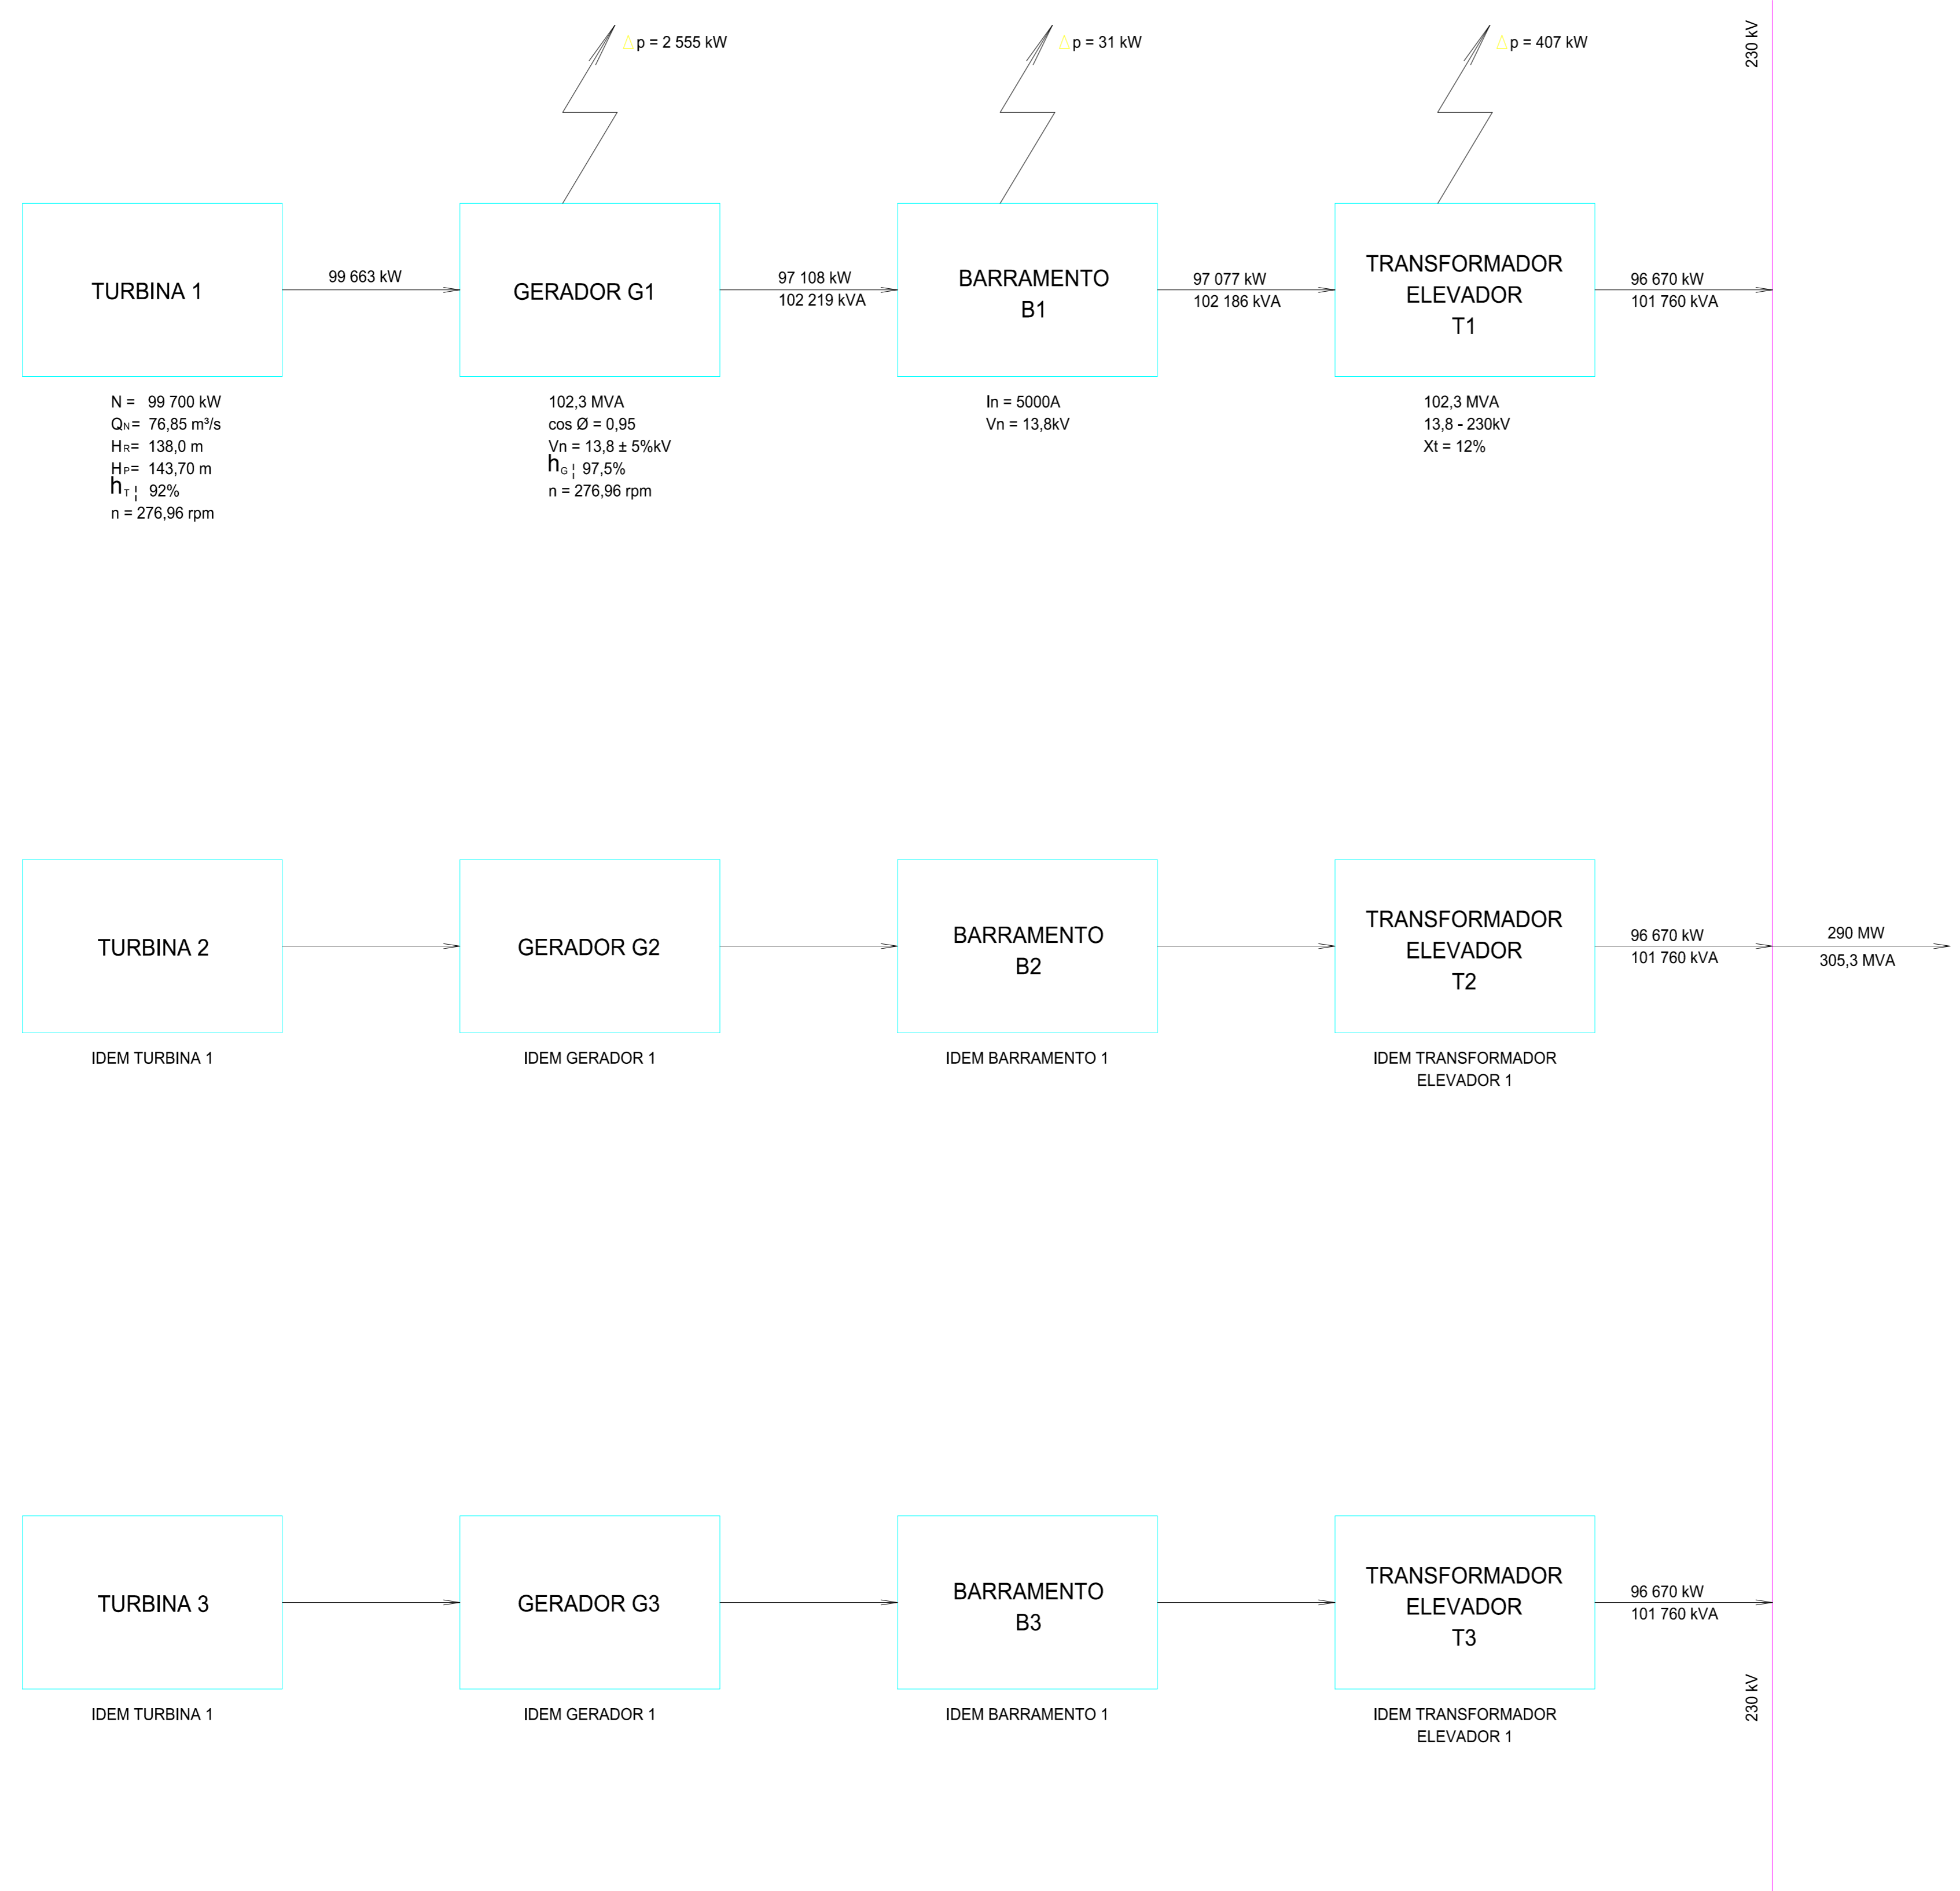 Δp = 2 555 kW
Δp = 31 kW
Δp = 407 kW
230 kV
TURBINA 1
99 663 kW
GERADOR G1
97 108 kW
102 219 kVA
BARRAMENTO
B1
97 077 kW
102 186 kVA
TRANSFORMADOR
ELEVADOR
T1
96 670 kW
101 760 kVA
N = 99 700 kW
QN= 76,85 m³/s
HR= 138,0 m
HP= 143,70 m
hT ¦ 92%
n = 276,96 rpm
102,3 MVA
cos Ø = 0,95
Vn = 13,8 ± 5%kV
hG ¦ 97,5%
n = 276,96 rpm
In = 5000A
Vn = 13,8kV
102,3 MVA
13,8 - 230kV
Xt = 12%
TURBINA 2
GERADOR G2
BARRAMENTO
B2
TRANSFORMADOR
ELEVADOR
T2
96 670 kW
101 760 kVA
290 MW
305,3 MVA
IDEM TURBINA 1
IDEM GERADOR 1
IDEM BARRAMENTO 1
IDEM TRANSFORMADOR
ELEVADOR 1
TURBINA 3
GERADOR G3
BARRAMENTO
B3
TRANSFORMADOR
ELEVADOR
T3
96 670 kW
101 760 kVA
IDEM TURBINA 1
IDEM GERADOR 1
IDEM BARRAMENTO 1
IDEM TRANSFORMADOR
ELEVADOR 1
230 kV